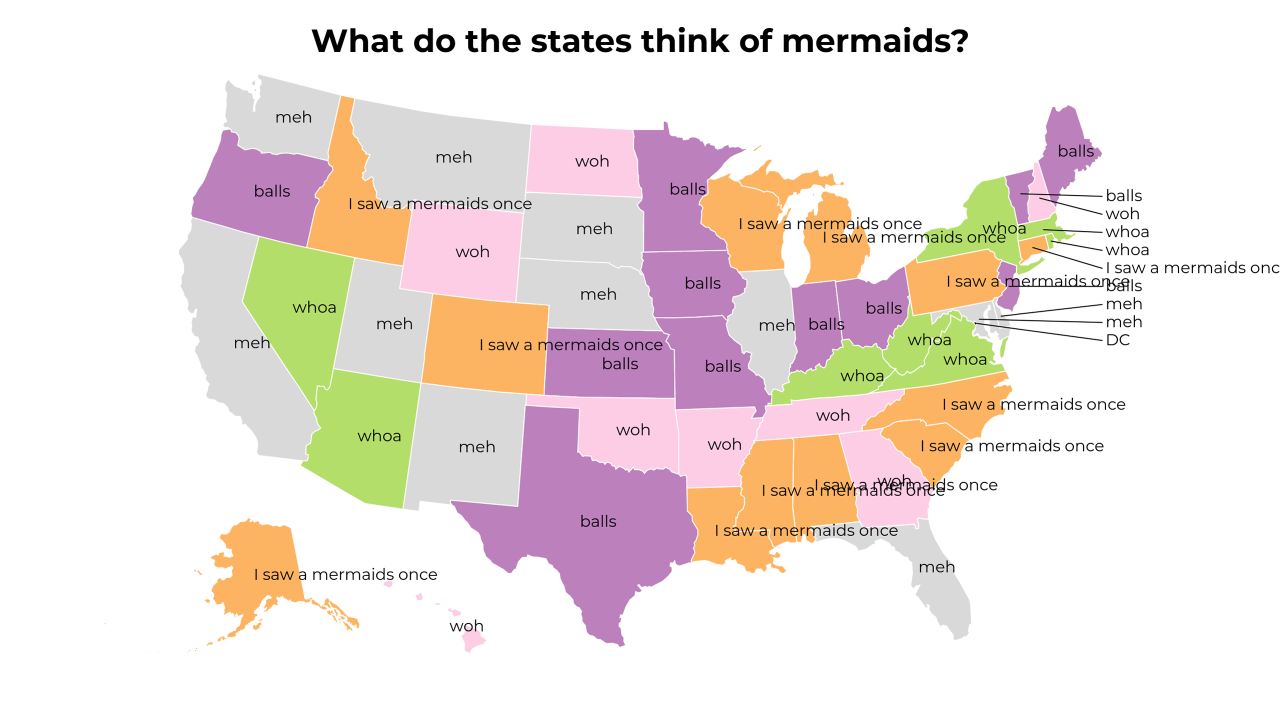 What do the states think of mermaids?
meh
balls
meh
woh
balls
balls
balls
woh
whoa
whoa
I saw a mermaids onc
balls
meh
meh
DC
I saw a mermaids once
woh
meh
I saw a mermaids once
I saw a mermaids once
whoa
meh
whoa
meh
meh
balls
I saw a mermaids once
meh
I saw a mermaids once
balls
meh
balls
balls
balls
whoa
whoa
whoa
whoa
meh
woh
balls
woh
woh
I saw a mermaids once
I saw a mermaids once
I saw a mermaids once
I saw a mermaids once
woh
I saw a mermaids once
balls
meh
I saw a mermaids once
woh